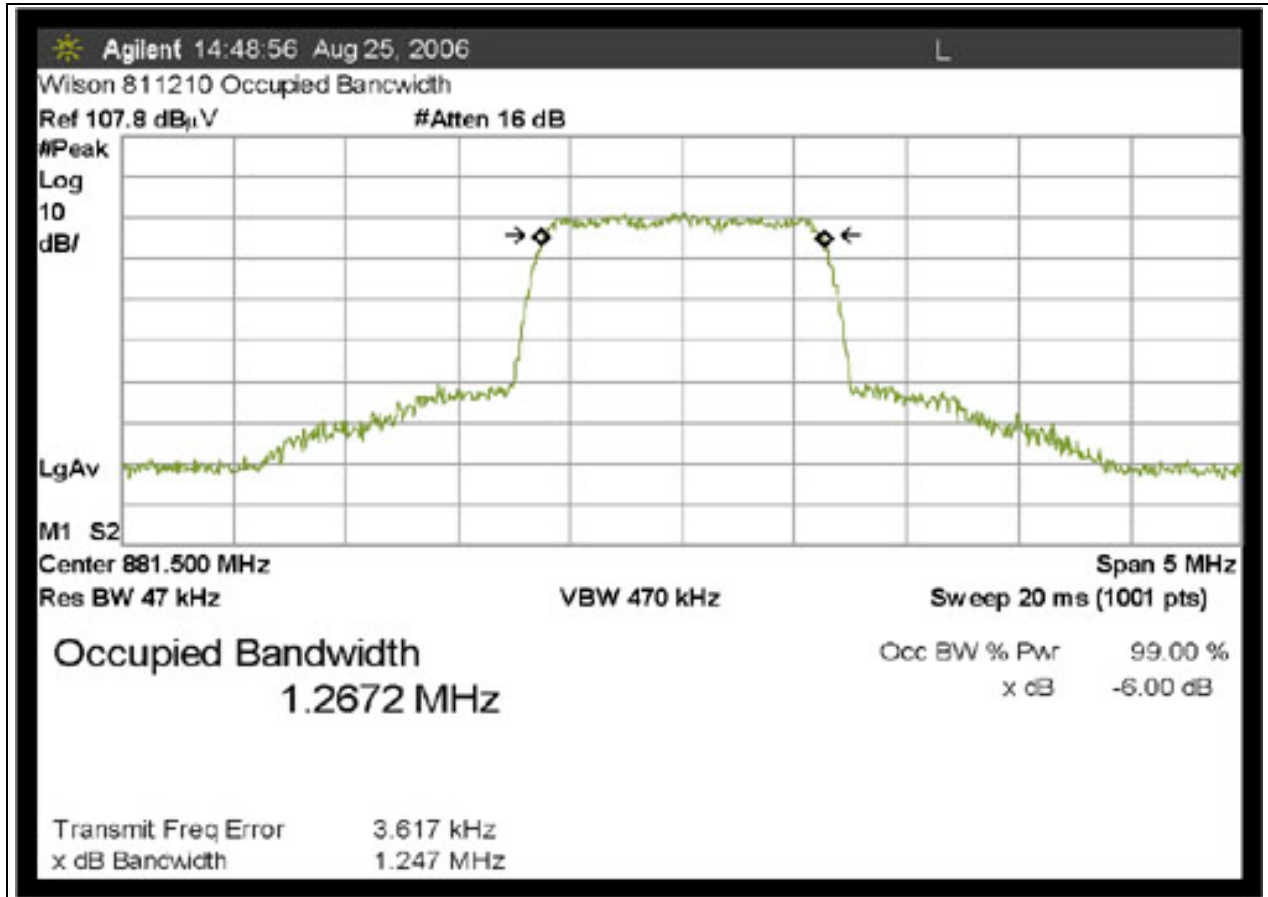 Agilent 14:48:56 Aug 25, 2006 L
Wilson 811210 Occupied Bancwidth
Ref 107.8 dBµV #Atten 16 dB
#Peak
Log
10
dB/
LgAv
M1 S2
Center 881.500 MHz Span 5 MHz
Res BW 47 kHz VBW 470 kHz Sweep 20 ms (1001 pts)
Occupied Bandwidth Occ BW % Pwr 99.00 %
1.2672 MHz x dB -6.00 dB
Transmit Freq Error 3.617 kHz
x dB Bandwidth 1.247 MHz